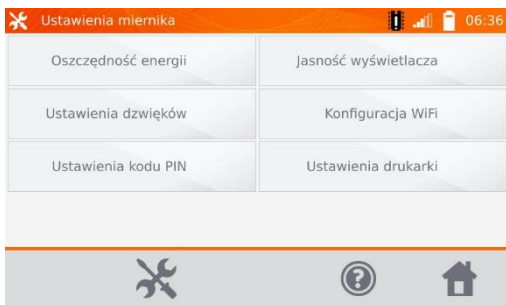 Ustawienia miernika 06:36
Oszczędność energii Jasność wyświetlacza
Ustawienia dzwięków Konfiguracja WiFi
Ustawienia kodu PIN Ustawienia drukarki